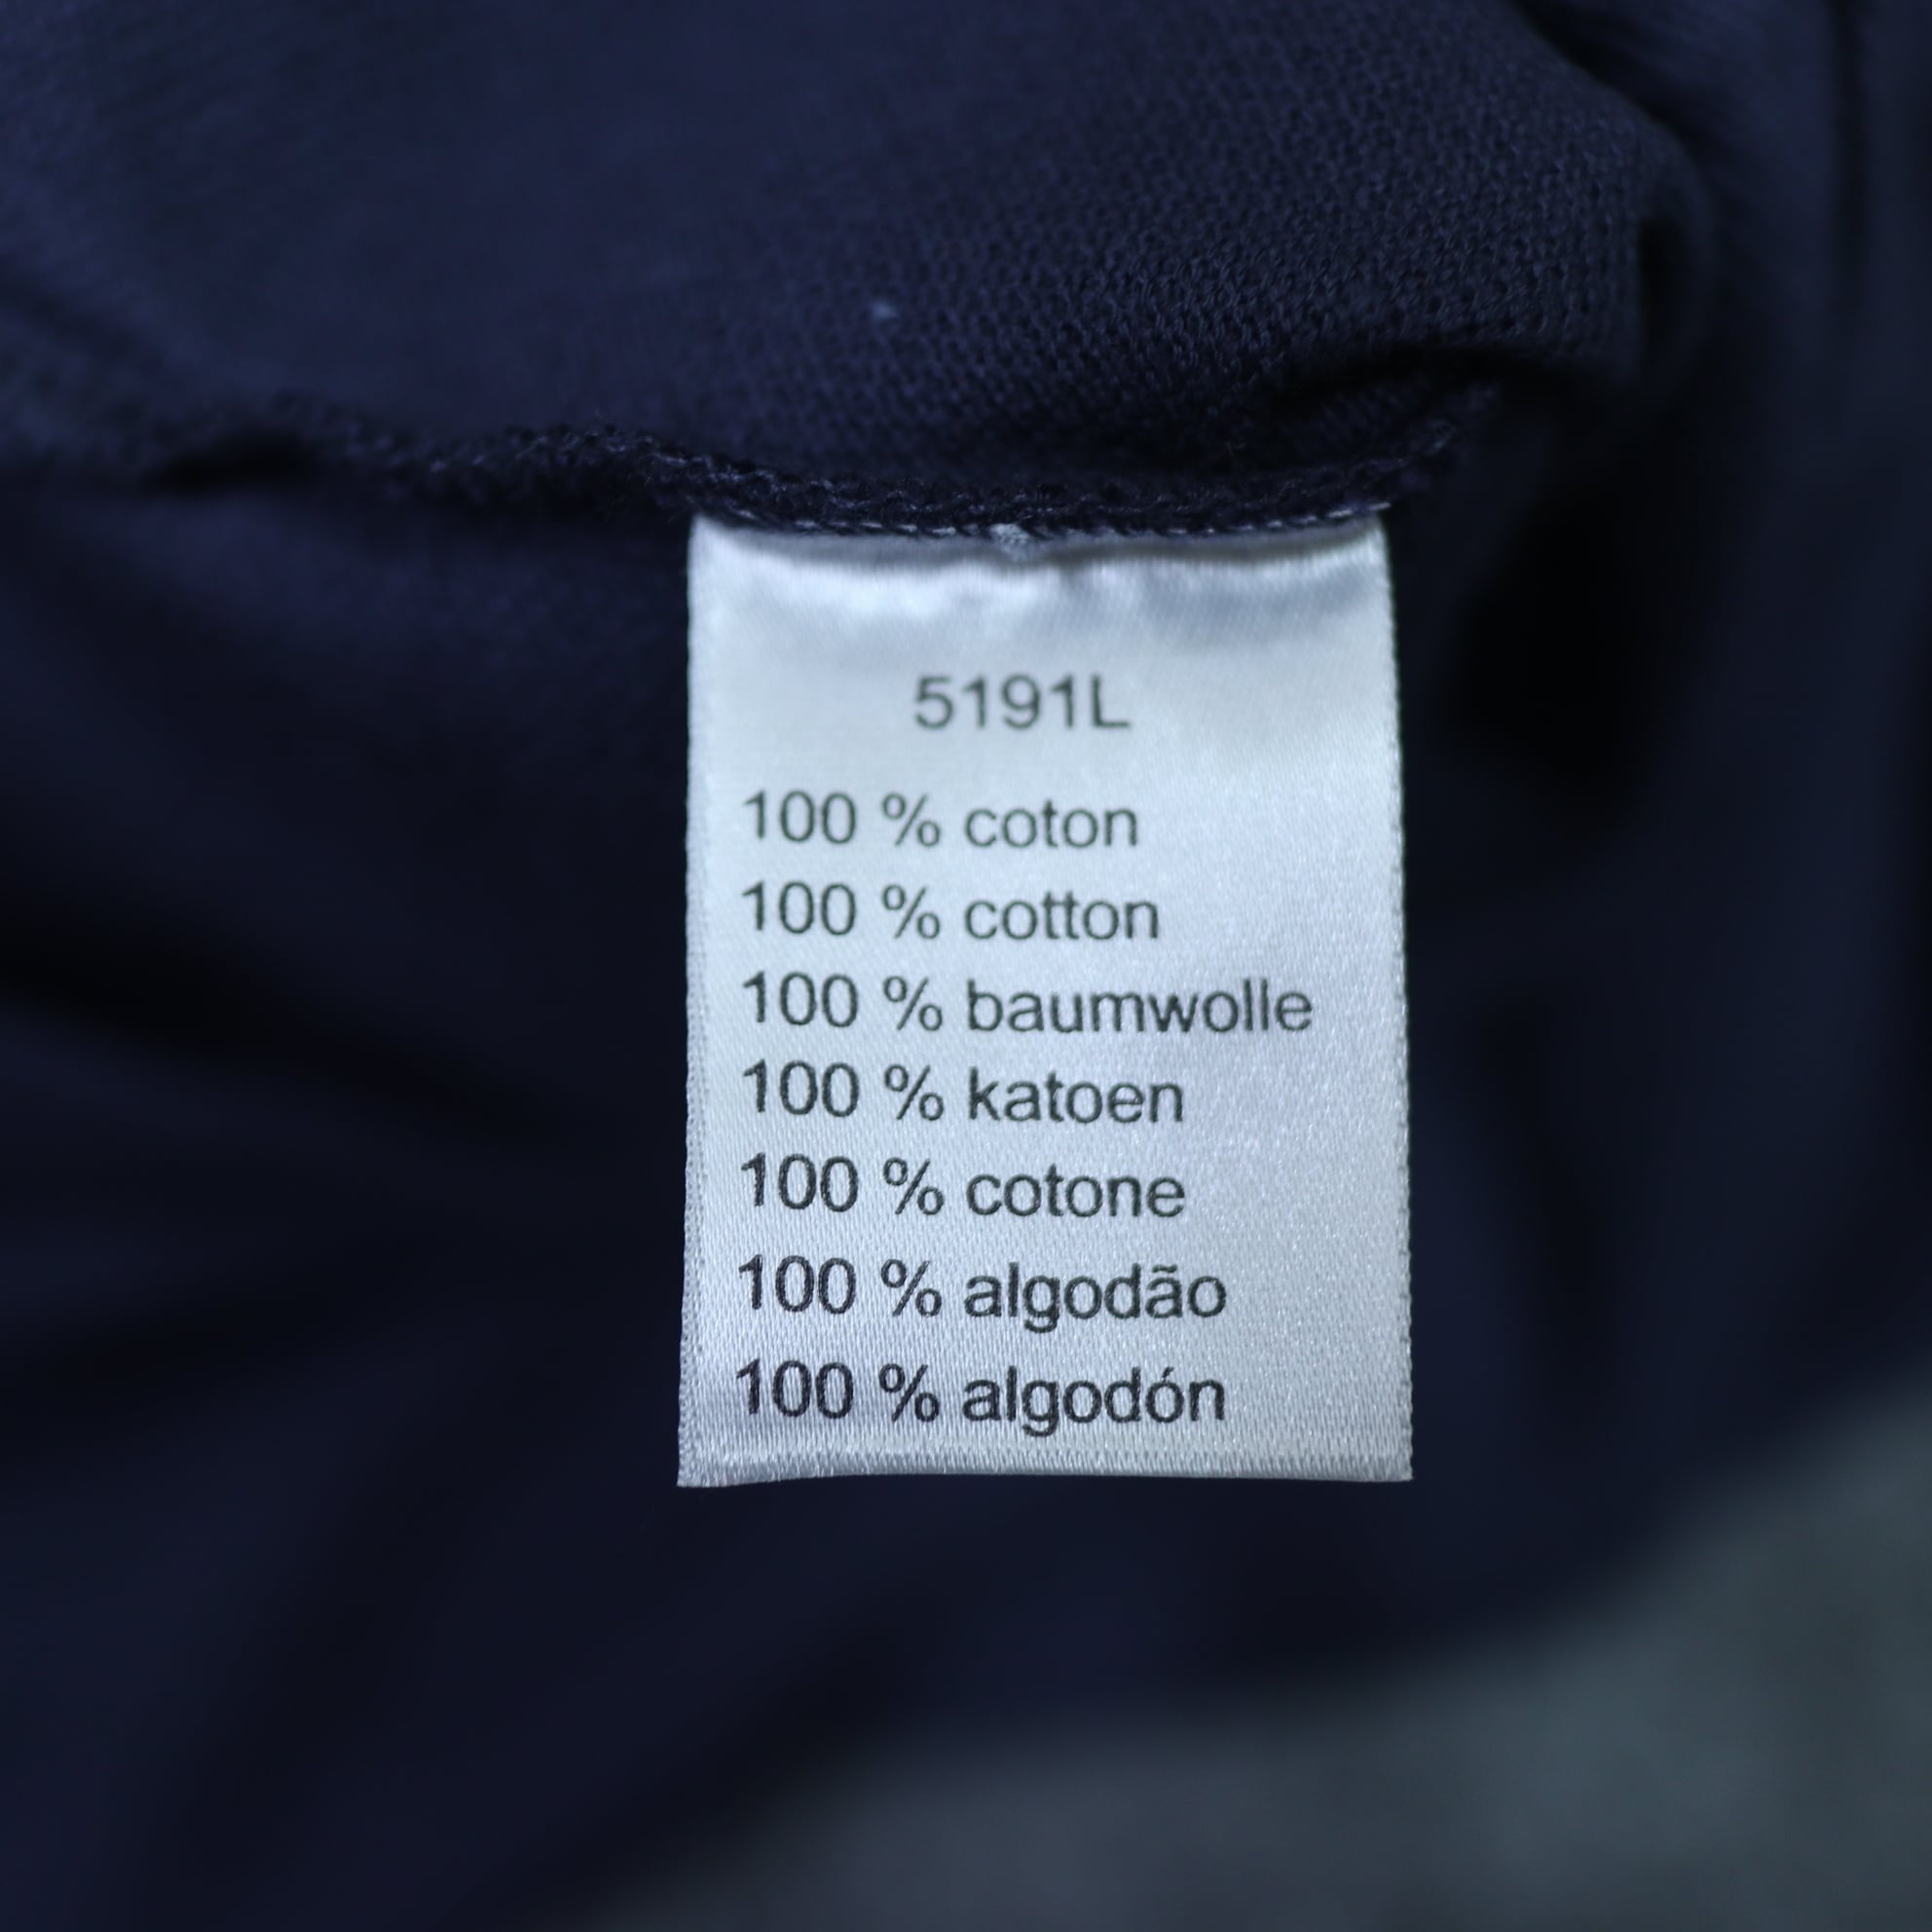 5191L
100 % coton
100 % cotton
100 % baumwolle
100 % katoen
100 % cotone
100 % algodão
100 % algodón